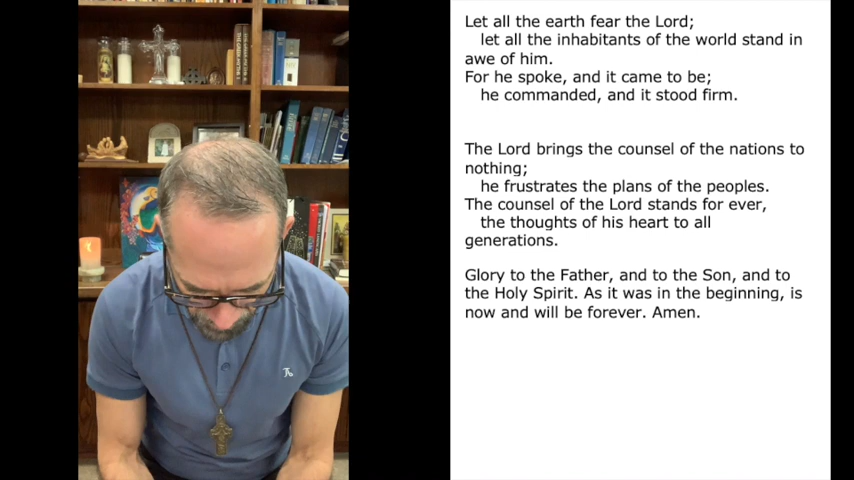 Let all the earth fear the Lord;
let all the inhabitants of the world stand in
awe of him.
For he spoke, and it came to be;
he commanded, and it stood firm.
The Lord brings the counsel of the nations to
nothing;
he frustrates the plans of the peoples.
The counsel of the Lord stands for ever,
the thoughts of his heart to all
generations.
Glory to the Father, and to the Son, and to
the Holy Spirit. As it was in the beginning, is
now and will be forever. Amen.